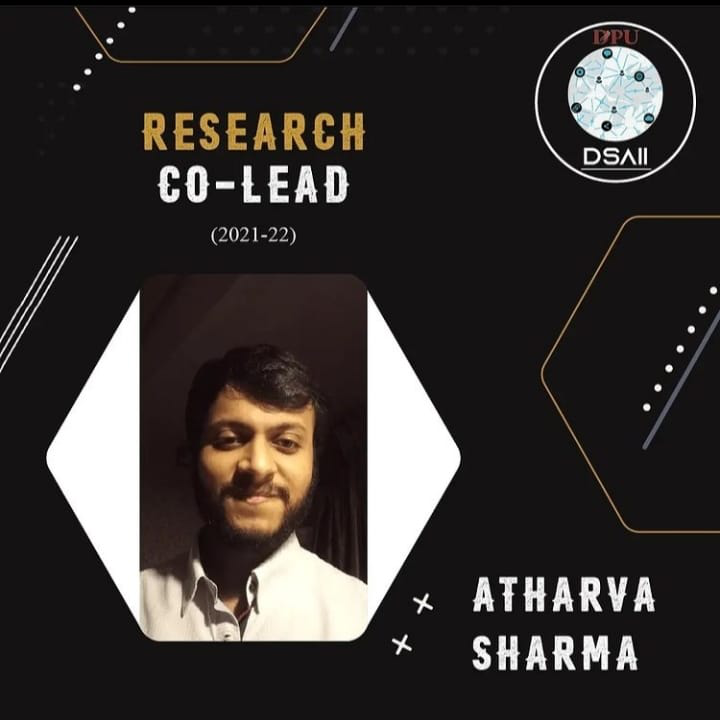 DPU
DSAII
RESEARCH
CO-LEAD
(2021-22)
ATHARVA
SHARMA